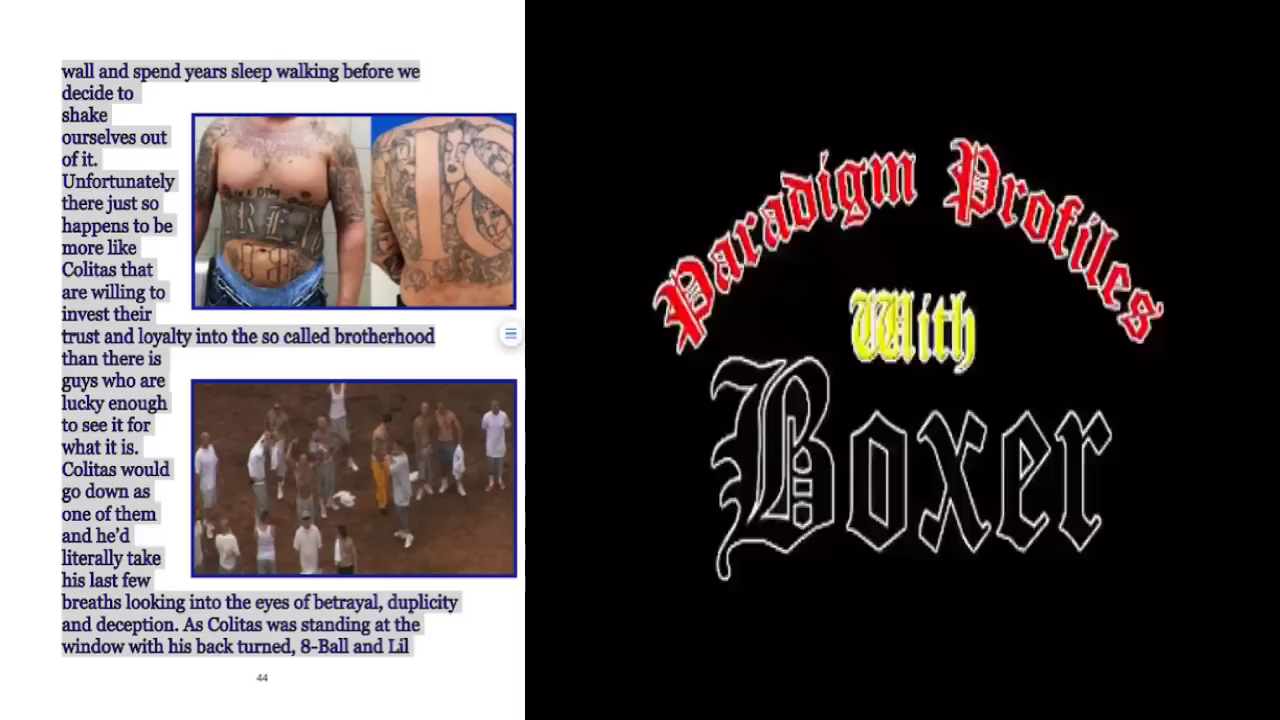 wall and spend years sleep walking before we
decide to
shake
ourselves out
of it.
Unfortunately
there just so
happens to be
more like
Colitas that
are willing to
invest their
trust and loyalty into the so called brotherhood
than there is
guys who are
lucky enough
to see it for
what it is.
Colitas would
go down as
one of them
and he’d
literally take
his last few
breaths looking into the eyes of betrayal, duplicity
and deception. As Colitas was standing at the
window with his back turned, 8-Ball and Lil
44
Paradigm Profiles
With
Boxer